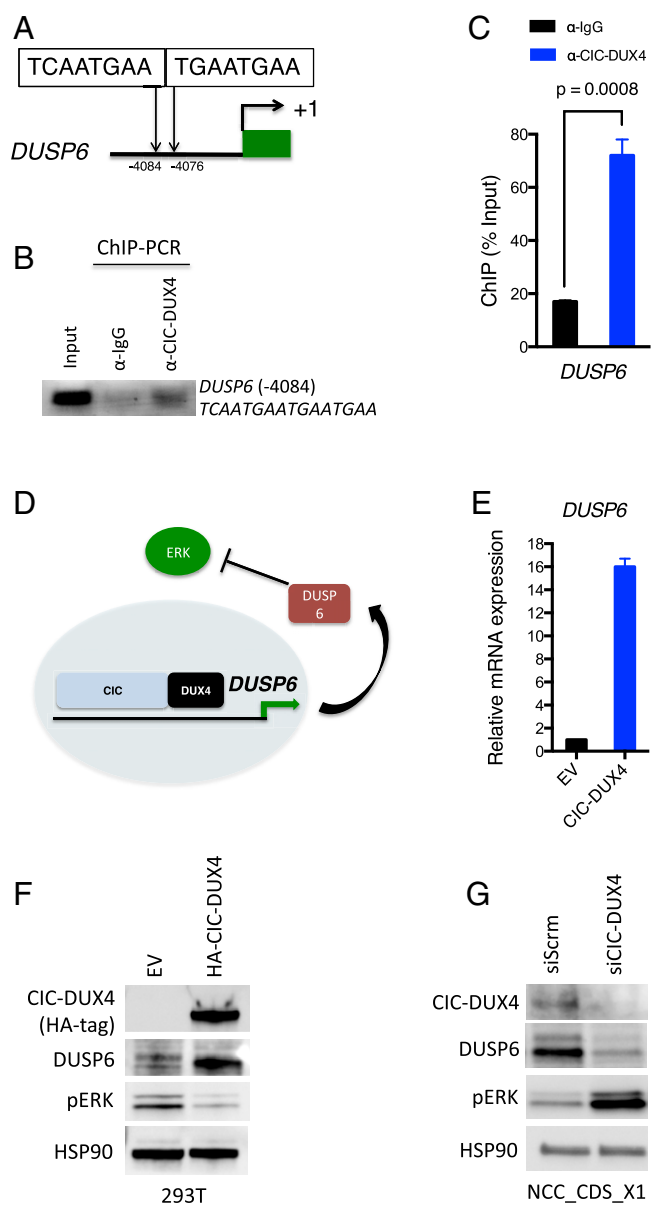 A
TCAATGAA TGAATGAA
+1
DUSP6
-4084 -4076
B
ChIP-PCR
Input
α-IgG
α-CIC-DUX4
DUSP6 (-4084)
TCAATGAATGAATGAA
C
α-IgG
α-CIC-DUX4
p = 0.0008
ChIP (% Input)
80
60
40
20
0
DUSP6
D
ERK
DUSP
6
CIC
DUX4
DUSP6
E
DUSP6
Relative mRNA expression
18
16
14
12
10
8
6
4
2
0
EV
CIC-DUX4
F
EV
HA-CIC-DUX4
CIC-DUX4
(HA-tag)
DUSP6
pERK
HSP90
293T
G
siScrm
siCIC-DUX4
CIC-DUX4
DUSP6
pERK
HSP90
NCC_CDS_X1